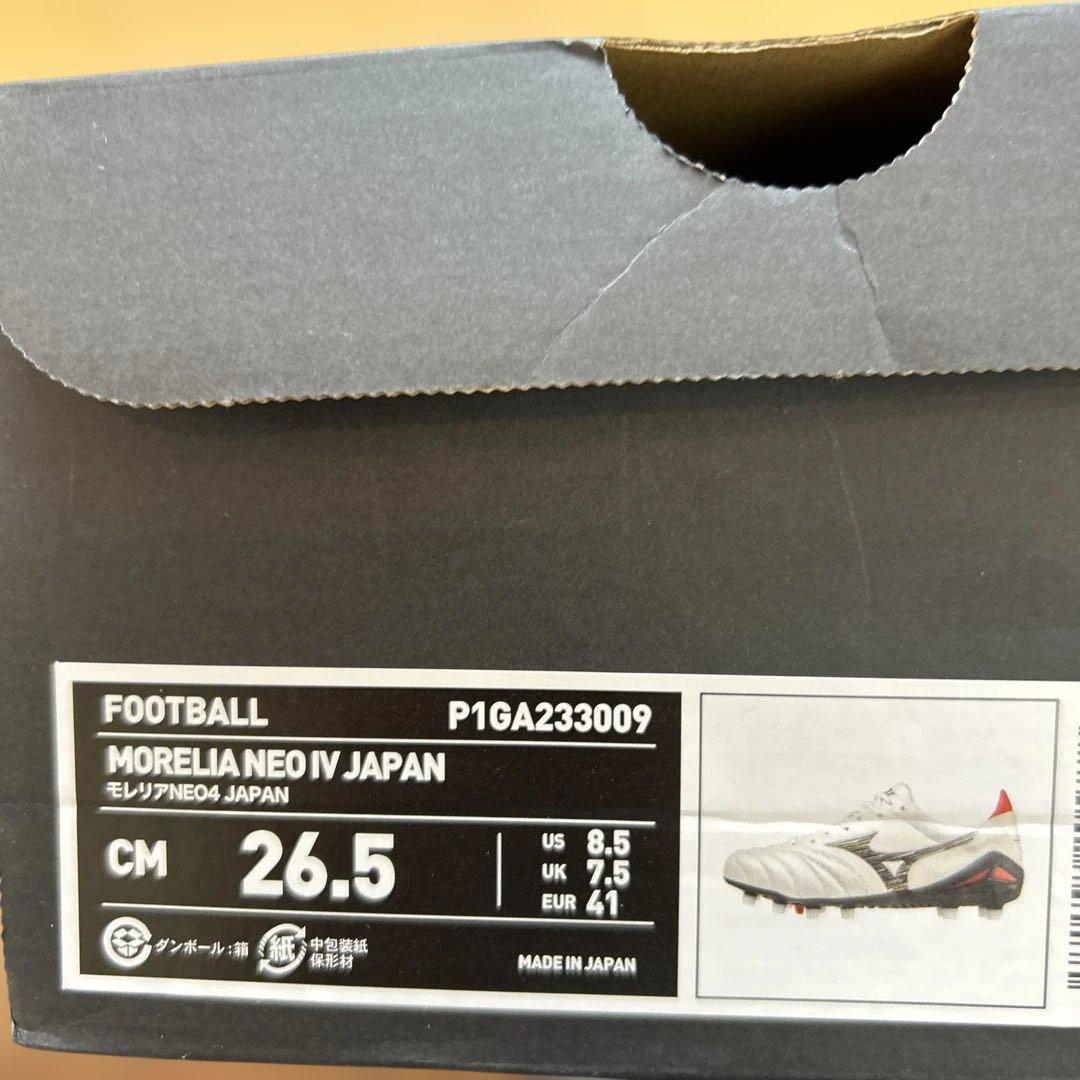 FOOTBALL P1GA233009
MORELIA NEO IV JAPAN
モレリアNEO4 JAPAN
CM 26.5
US 8.5
UK 7.5
EUR 41
ダンボール:箱
紙 中包装紙
保形材
MADE IN JAPAN